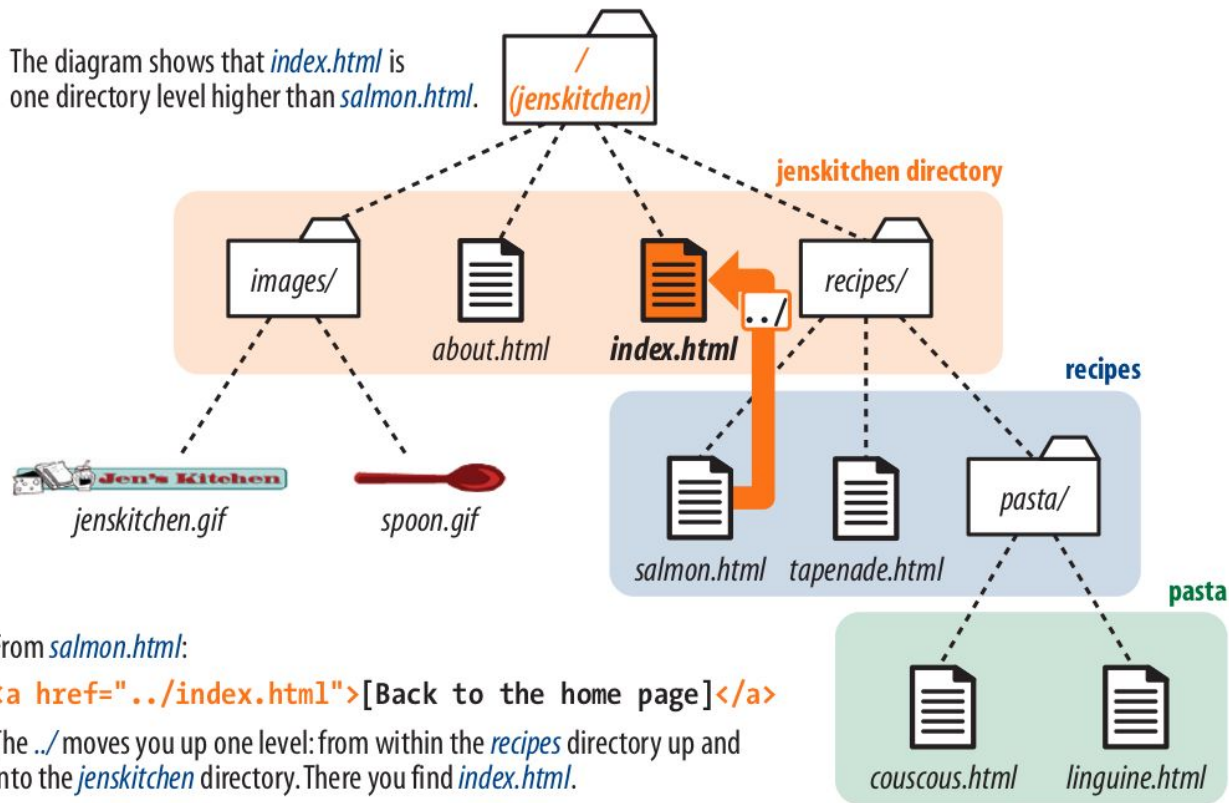 The diagram shows that index.html is
one directory level higher than salmon.html.
/
(jenskitchen)
jenskitchen directory
images/
about.html
index.html
../
recipes/
recipes
Jen's Kitchen
jenskitchen.gif
spoon.gif
salmon.html
tapenade.html
pasta/
pasta
couscous.html
linguine.html
From salmon.html:
<a href="../index.html">[Back to the home page]</a>
The ../ moves you up one level: from within the recipes directory up and
into the jenskitchen directory. There you find index.html.